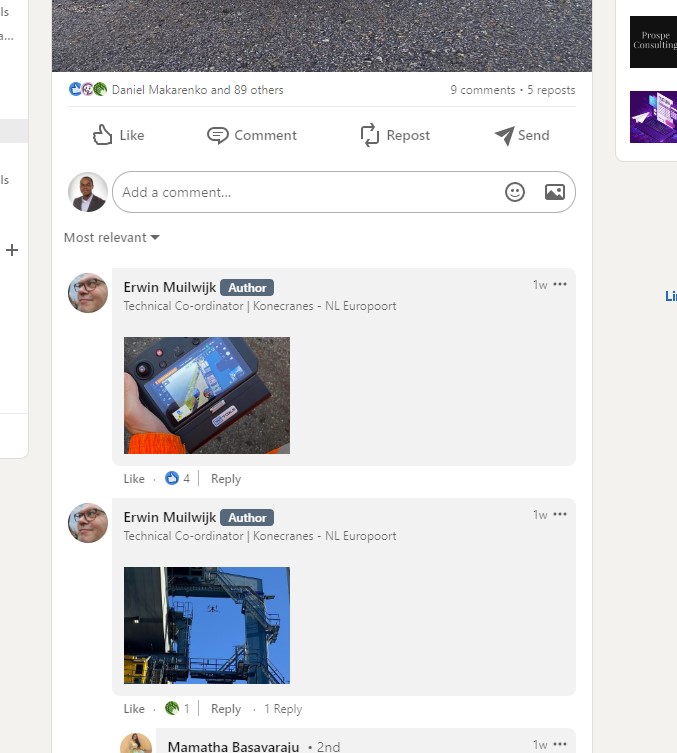 ls
a...
Prospe
Consulting
Daniel Makarenko and 89 others
9 comments • 5 reposts
Like
Comment
Repost
Send
ls
Add a comment...
Most relevant
Li
Erwin Muilwijk Author
1w
Technical Co-ordinator | Konecranes - NL Europoort
Like · 4 | Reply
Erwin Muilwijk Author
1w
Technical Co-ordinator | Konecranes - NL Europoort
Like · 1 | Reply · 1 Reply
Mamatha Basavaraju • 2nd
1w